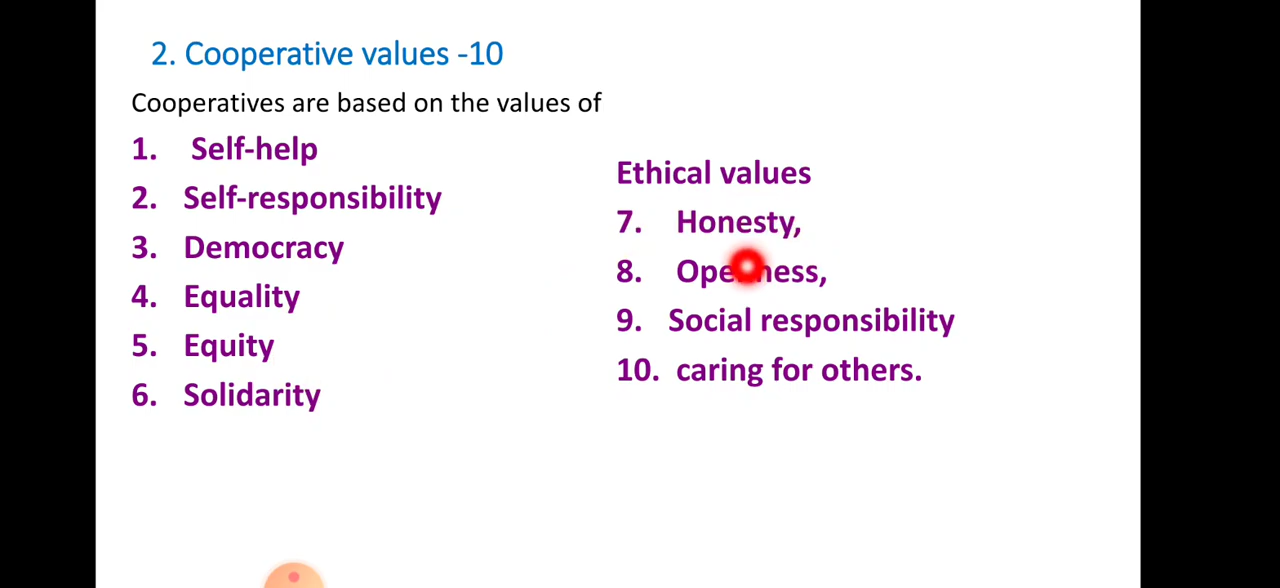 2. Cooperative values -10
Cooperatives are based on the values of
1. Self-help
2. Self-responsibility
3. Democracy
4. Equality
5. Equity
6. Solidarity
Ethical values
7. Honesty,
8. Openness,
9. Social responsibility
10. caring for others.